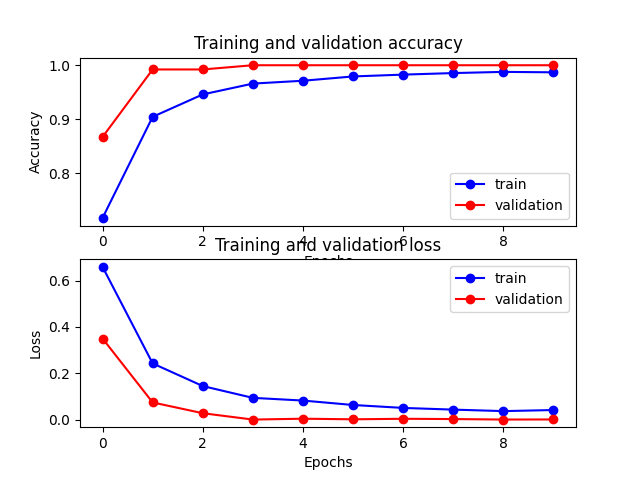 Training and validation accuracy
1.0
0.9
0.8
Accuracy
train
validation
0 2 4 6 8
Epochs
Training and validation loss
0.6
0.4
0.2
0.0
Loss
train
validation
0 2 4 6 8
Epochs